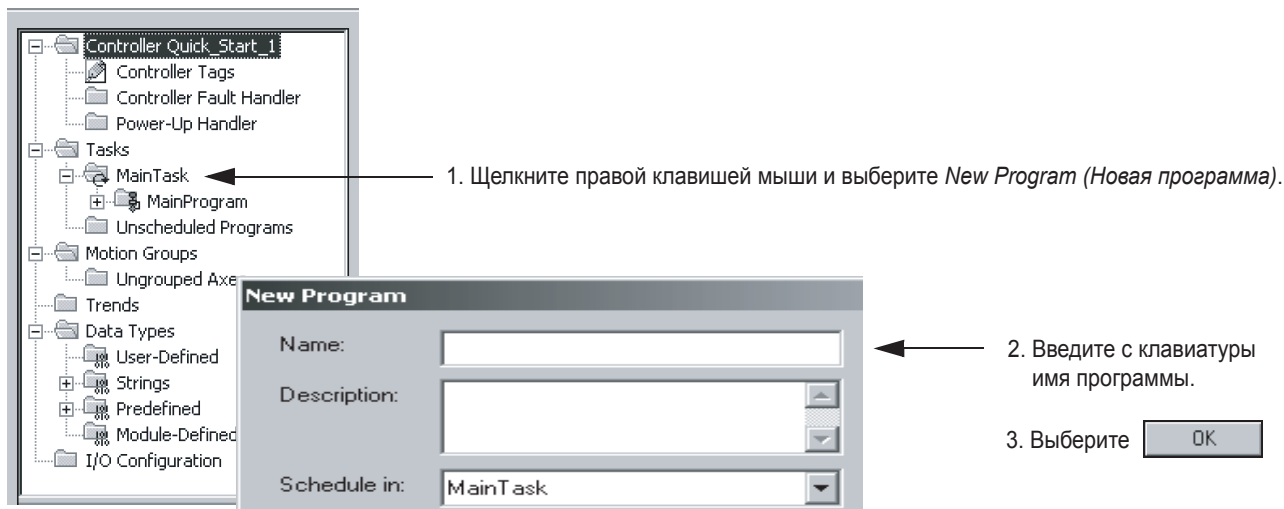 Controller Quick_Start_1
Controller Tags
Controller Fault Handler
Power-Up Handler
Tasks
MainTask
MainProgram
Unscheduled Programs
Motion Groups
Ungrouped Axe
Trends
Data Types
User-Defined
Strings
Predefined
Module-Defined
I/O Configuration
1. Щелкните правой клавишей мыши и выберите New Program (Новая программа).
New Program
Name:
Description:
Schedule in:
MainTask
2. Введите с клавиатуры
имя программы.
3. Выберите OK